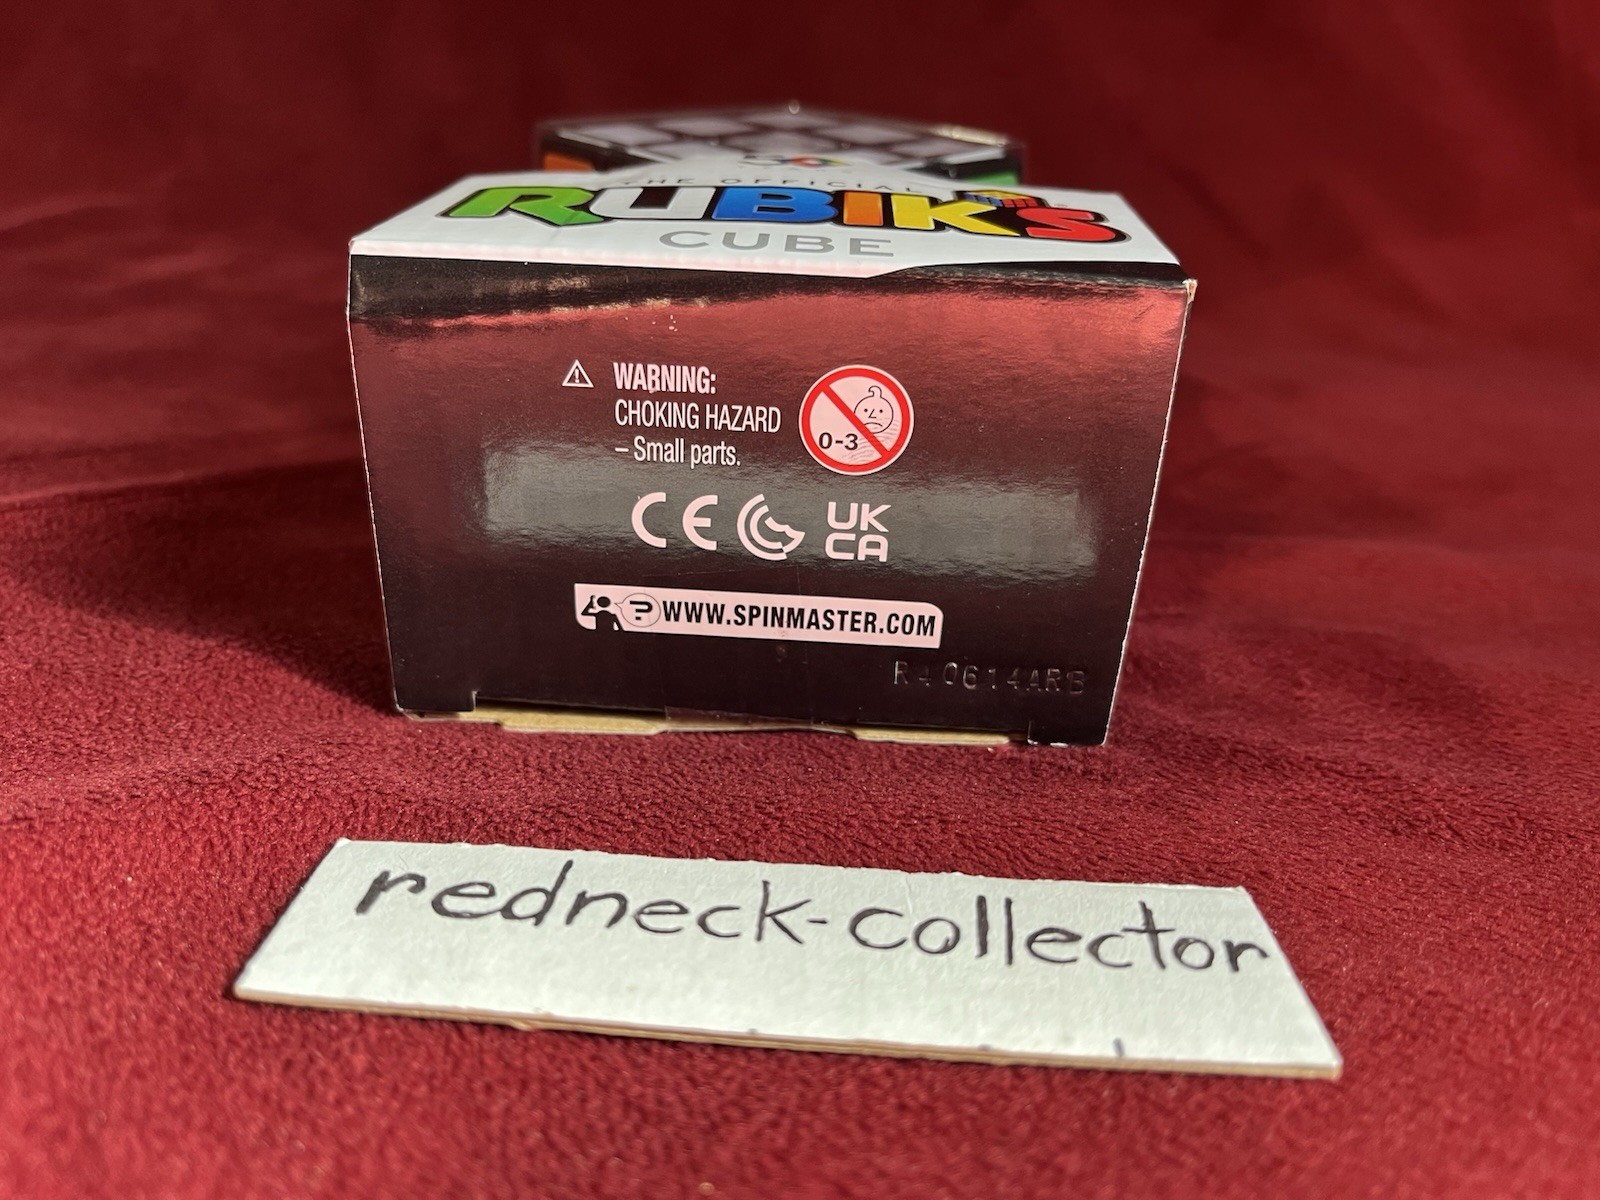 THE OFFICIAL
RUBIK'S
CUBE
WARNING:
CHOKING HAZARD
– Small parts.
0-3
CE
UK
CA
? WWW.SPINMASTER.COM
R40614ARB
redneck-collector